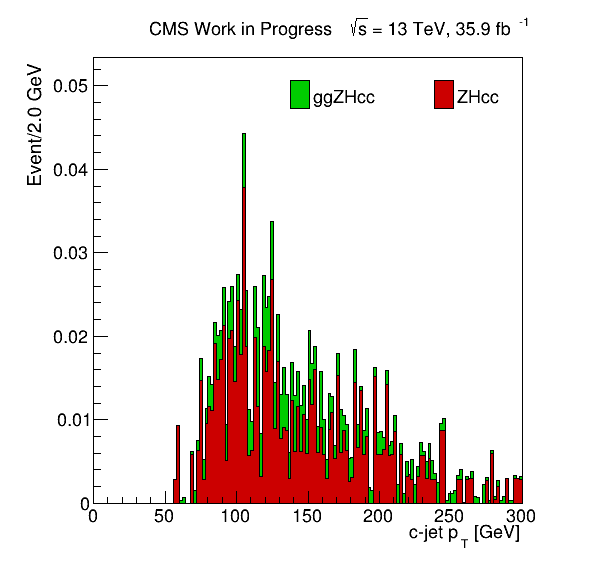 CMS Work in Progress √s = 13 TeV, 35.9 fb -1
Event/2.0 GeV
ggZHcc ZHcc
0.05
0.04
0.03
0.02
0.01
0
0 50 100 150 200 250 300
c-jet p_T [GeV]